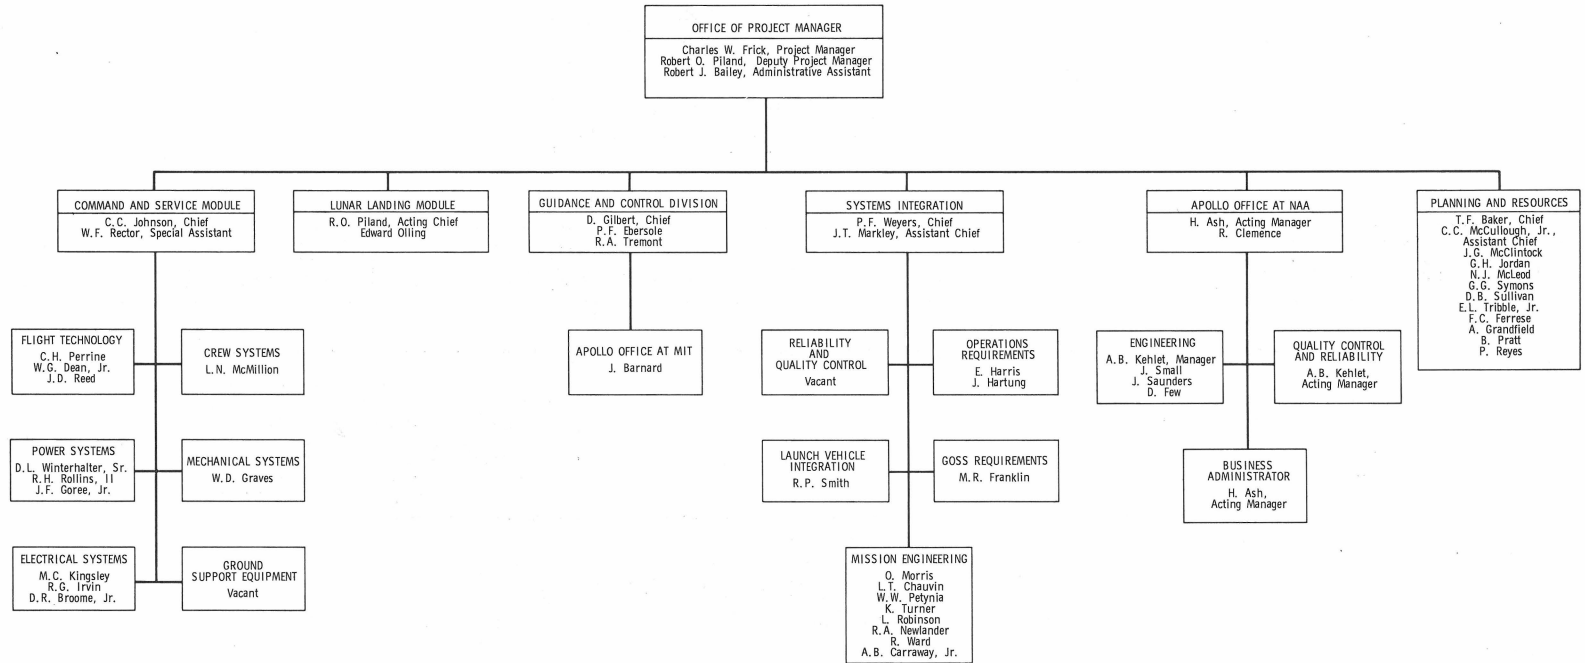 OFFICE OF PROJECT MANAGER
Charles W. Frick, Project Manager
Robert O. Piland, Deputy Project Manager
Robert J. Bailey, Administrative Assistant
COMMAND AND SERVICE MODULE
C.C. Johnson, Chief
W.F. Rector, Special Assistant
LUNAR LANDING MODULE
R.O. Piland, Acting Chief
Edward Olling
GUIDANCE AND CONTROL DIVISION
D. Gilbert, Chief
P.F. Ebersole
R.A. Tremont
SYSTEMS INTEGRATION
P.F. Weyers, Chief
J.T. Markley, Assistant Chief
APOLLO OFFICE AT NAA
H. Ash, Acting Manager
R. Clemence
PLANNING AND RESOURCES
T.F. Baker, Chief
C.C. McCullough, Jr.,
Assistant Chief
J.G. McClintock
G.H. Jordan
N.J. McLeod
G.G. Symons
D.B. Sullivan
E.L. Tribble, Jr.
F.C. Ferrese
A. Grandfield
B. Pratt
P. Reyes
FLIGHT TECHNOLOGY
C.H. Perrine
W.G. Dean, Jr.
J.D. Reed
CREW SYSTEMS
L.N. McMillion
APOLLO OFFICE AT MIT
J. Barnard
RELIABILITY
AND
QUALITY CONTROL
Vacant
OPERATIONS
REQUIREMENTS
E. Harris
J. Hartung
ENGINEERING
A.B. Kehlet, Manager
J. Small
J. Saunders
D. Few
QUALITY CONTROL
AND RELIABILITY
A.B. Kehlet,
Acting Manager
POWER SYSTEMS
D.L. Winterhalter, Sr.
R.H. Rollins, II
J.F. Goree, Jr.
MECHANICAL SYSTEMS
W.D. Graves
LAUNCH VEHICLE
INTEGRATION
R.P. Smith
GOSS REQUIREMENTS
M.R. Franklin
BUSINESS
ADMINISTRATOR
H. Ash,
Acting Manager
ELECTRICAL SYSTEMS
M.C. Kingsley
R.G. Irvin
D.R. Broome, Jr.
GROUND
SUPPORT EQUIPMENT
Vacant
MISSION ENGINEERING
O. Morris
L.T. Chauvin
W.W. Petynia
K. Turner
L. Robinson
R.A. Newlander
R. Ward
A.B. Carraway, Jr.